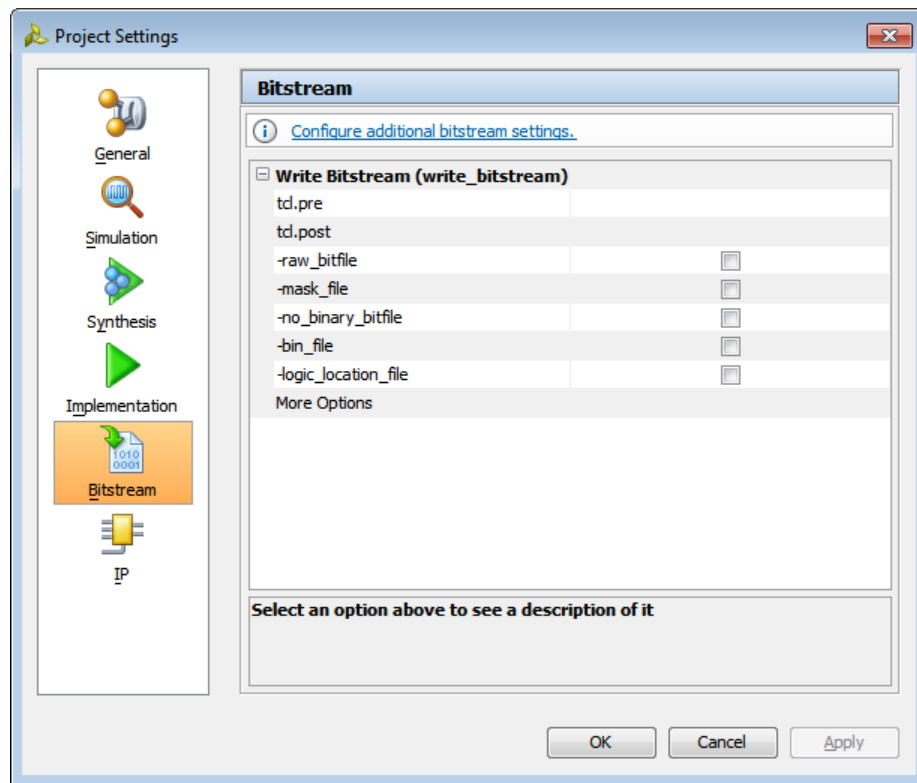 Project Settings
General
Simulation
Synthesis
Implementation
1010
0001
Bitstream
IP
Bitstream
Configure additional bitstream settings.
Write Bitstream (write_bitstream)
tcl.pre
tcl.post
-raw_bitfile
-mask_file
-no_binary_bitfile
-bin_file
-logic_location_file
More Options
Select an option above to see a description of it
OK Cancel Apply